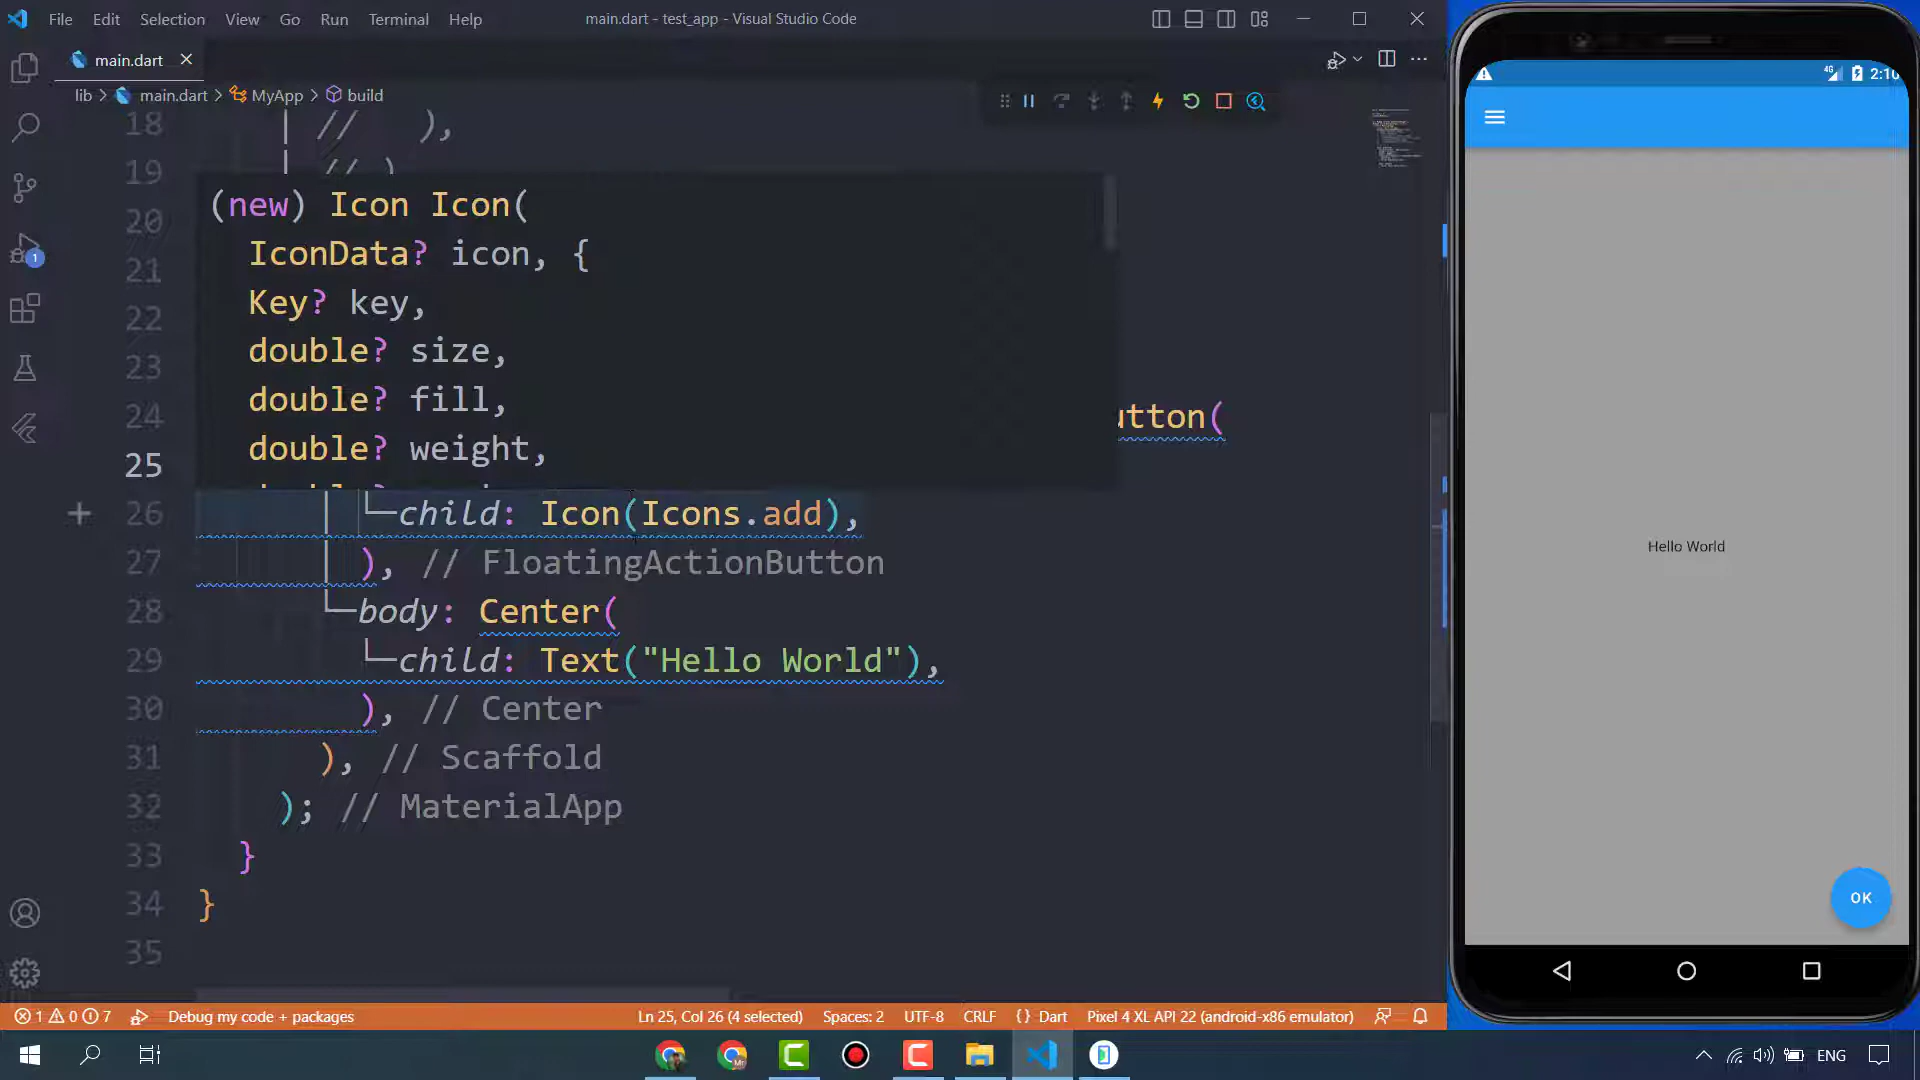 File Edit Selection View Go Run Terminal Help
main.dart - test_app - Visual Studio Code
main.dart
lib > main.dart > MyApp > build
18 // ),
19 // )
20 (new) Icon Icon(
21 IconData? icon, {
22 Key? key,
23 double? size,
24 double? fill, utton(
25 double? weight,
26 child: Icon(Icons.add),
27 ), // FloatingActionButton
28 body: Center(
29 child: Text("Hello World"),
30 ), // Center
31 ), // Scaffold
32 ); // MaterialApp
33 }
34 }
35
1
4G
Hello World
OK
1 0 7 Debug my code + packages Ln 25, Col 26 (4 selected) Spaces: 2 UTF-8 CRLF {} Dart Pixel 4 XL API 22 (android-x86 emulator)
ENG